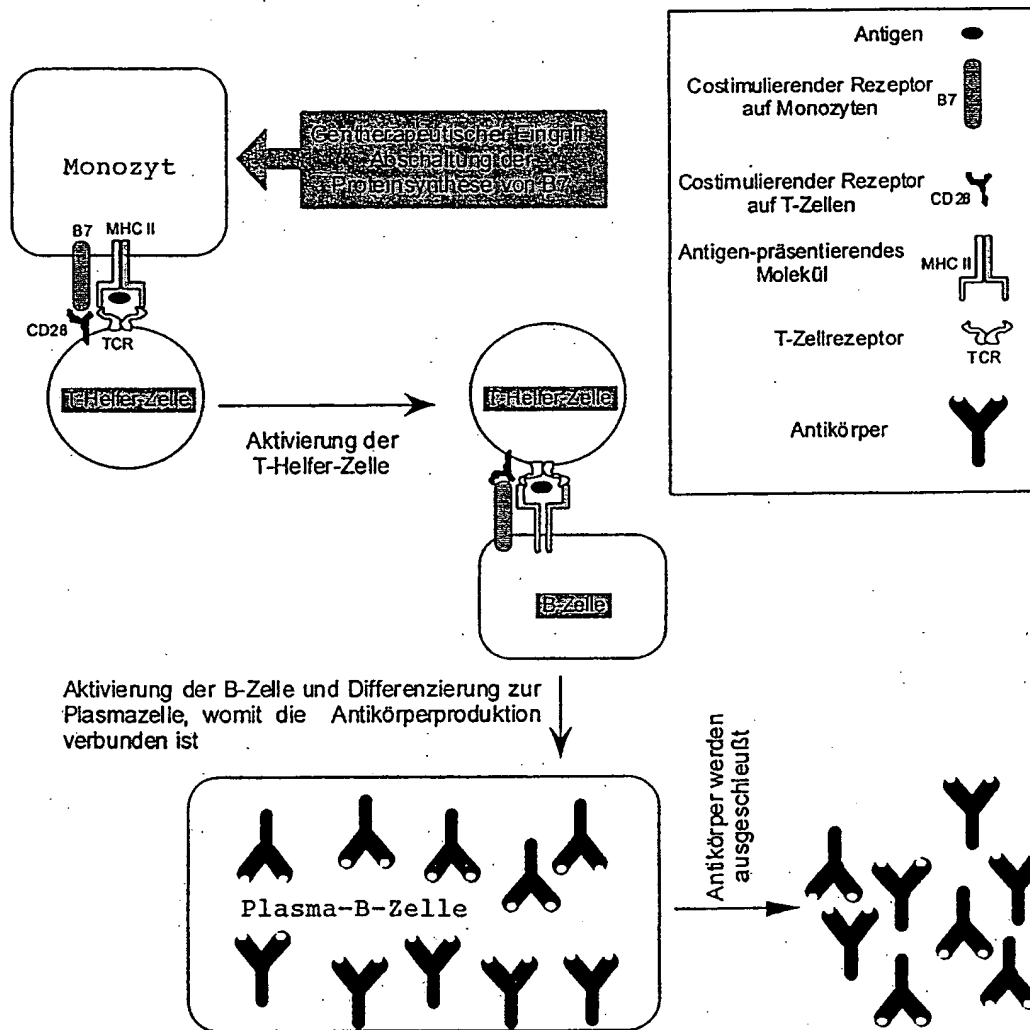 Monozyt
B7 MHC II
CD28
TCR
T-Helfer-Zelle
Gentherapeutischer Eingriff:
Abschaltung der
Proteinsynthese von B7
Aktivierung der
T-Helfer-Zelle
T-Helfer-Zelle
B-Zelle
Antigen
Costimulierender Rezeptor
auf Monozyten
B7
Costimulierender Rezeptor
auf T-Zellen
CD28
Antigen-präsentierendes
Molekül
MHC II
T-Zellrezeptor
TCR
Antikörper
Aktivierung der B-Zelle und Differenzierung zur
Plasmazelle, womit die Antikörperproduktion
verbunden ist
Plasma-B-Zelle
Antikörper werden
ausgeschießt